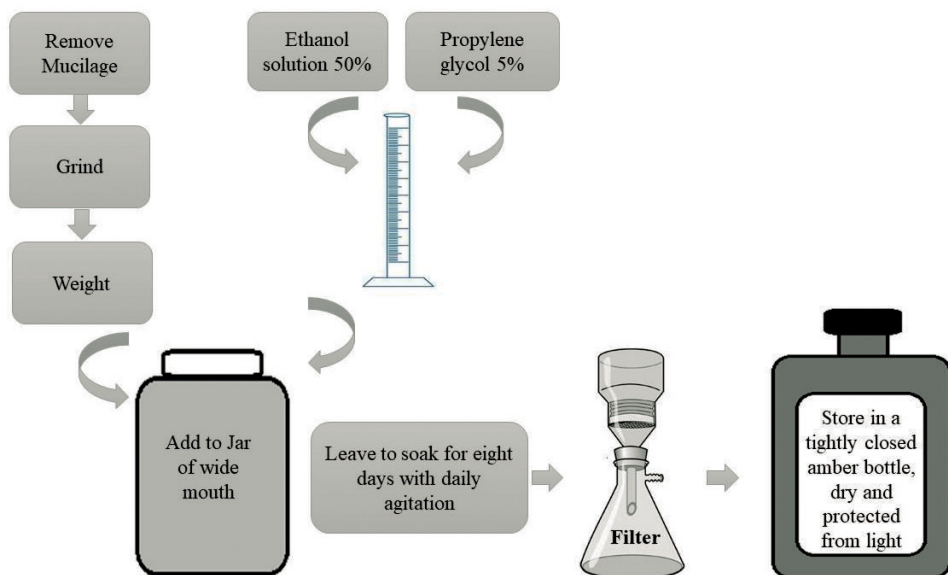 Remove
Mucilage
Grind
Weight
Ethanol
solution 50%
Propylene
glycol 5%
Add to Jar
of wide
mouth
Leave to soak for eight
days with daily
agitation
Filter
Store in a
tightly closed
amber bottle,
dry and
protected
from light